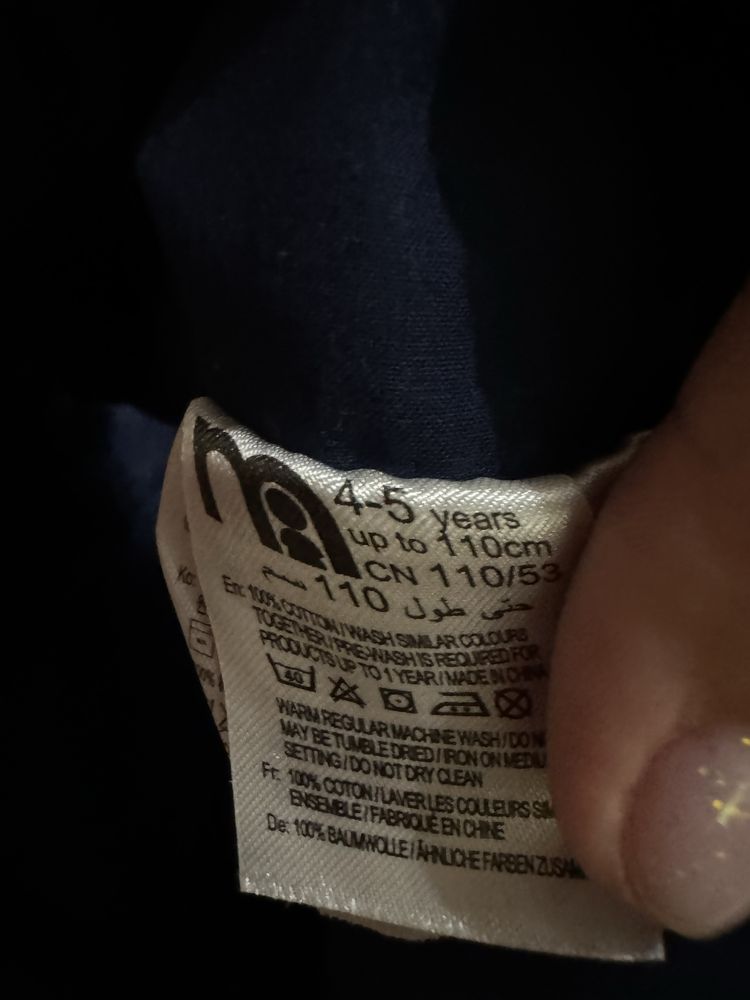 4-5 years
up to 110cm
CN 110/53
حتى طول 110 سم
En: 100% COTTON / WASH SIMILAR COLOURS
TOGETHER / PRE-WASH IS REQUIRED FOR
PRODUCTS UP TO 1 YEAR / MADE IN CHINA
40
WARM REGULAR MACHINE WASH / DO
MAY BE TUMBLE DRIED / IRON ON
SETTING / DO NOT DRY CLEAN
Fr: 100% COTON / LAVER LES COULEURS
ENSEMBLE / FABRIQUÉ EN CHINE
De: 100% BAUMWOLLE / ÄHNLICHE FARBEN